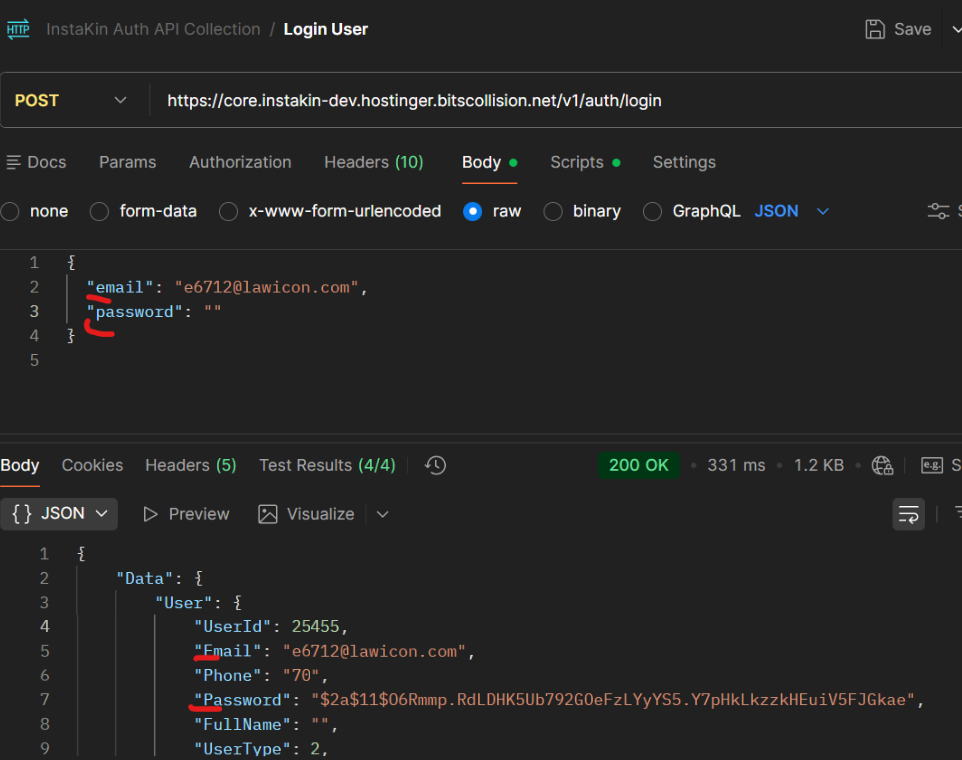 HTTP InstaKin Auth API Collection / Login User Save
POST https://core.instakin-dev.hostinger.bitscollision.net/v1/auth/login
Docs Params Authorization Headers (10) Body Scripts Settings
none form-data x-www-form-urlencoded raw binary GraphQL JSON S
1 {
2 "email": "e6712@lawicon.com",
3 "password": ""
4 }
5
Body Cookies Headers (5) Test Results (4/4) 200 OK 331 ms 1.2 KB e.g. S
{} JSON Preview Visualize
1 {
2 "Data": {
3 "User": {
4 "UserId": 25455,
5 "Email": "e6712@lawicon.com",
6 "Phone": "70",
7 "Password": "$2a$11$O6Rmmp.RdLDHK5Ub792GOeFzLYyYS5.Y7pHkLkzzkHEuiV5FJGkae",
8 "FullName": "",
9 "UserType": 2,